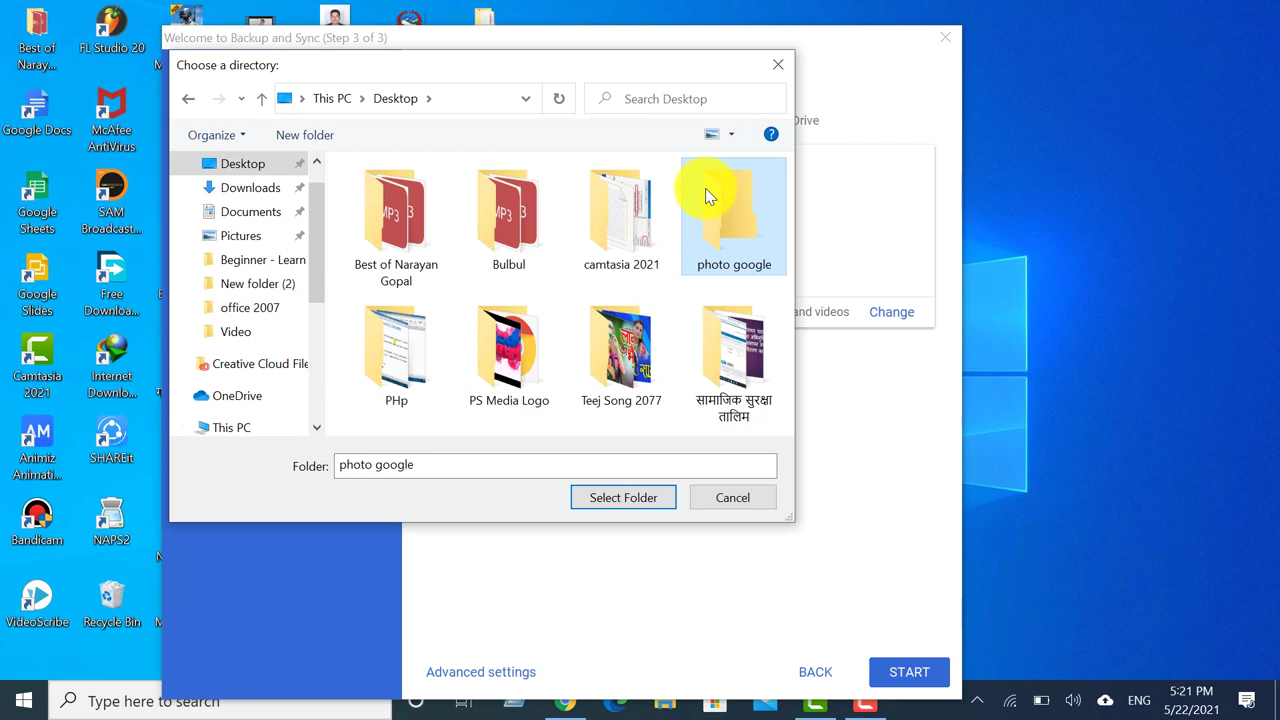 Best of
Naray...
FL Studio 20
Google Docs
McAfee
AntiVirus
Google
Sheets
SAM
Broadcast...
Google
Slides
Free
Downloa...
Camtasia
2021
Internet
Downlo...
Animiz
Animati...
SHAREit
Bandicam
NAPS2
VideoScribe
Recycle Bin
Welcome to Backup and Sync (Step 3 of 3)
Choose a directory:
This PC
Desktop
Search Desktop
Organize
New folder
Desktop
Downloads
Documents
Pictures
Beginner - Learn
New folder (2)
office 2007
Video
Creative Cloud File
OneDrive
This PC
Best of Narayan
Gopal
Bulbul
camtasia 2021
photo google
PHp
PS Media Logo
Teej Song 2077
सामाजिक सुरक्षा
तालिम
Folder:
photo google
Select Folder
Cancel
Drive
and videos
Change
Advanced settings
BACK
START
Type here to search
ENG
5:21 PM
5/22/2021